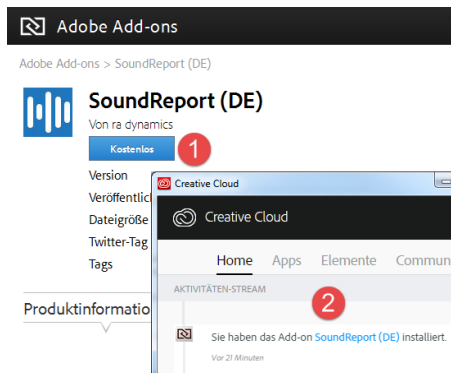 Adobe Add-ons
Adobe Add-ons > SoundReport (DE)
SoundReport (DE)
Von ra dynamics
Kostenlos
1
Version
Veröffentlic
Dateigröße
Twitter-Tag
Tags
Produktinformatio
Creative Cloud
Creative Cloud
Home Apps Elemente Commun
AKTIVITÄTEN-STREAM
2
Sie haben das Add-on SoundReport (DE) installiert.
Vor 21 Minuten